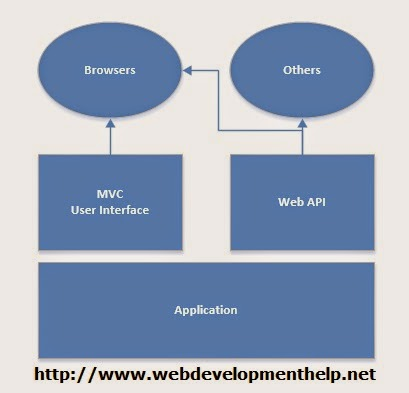 Browsers
Others
MVC
User Interface
Web API
Application
http://www.webdevelopmenthelp.net